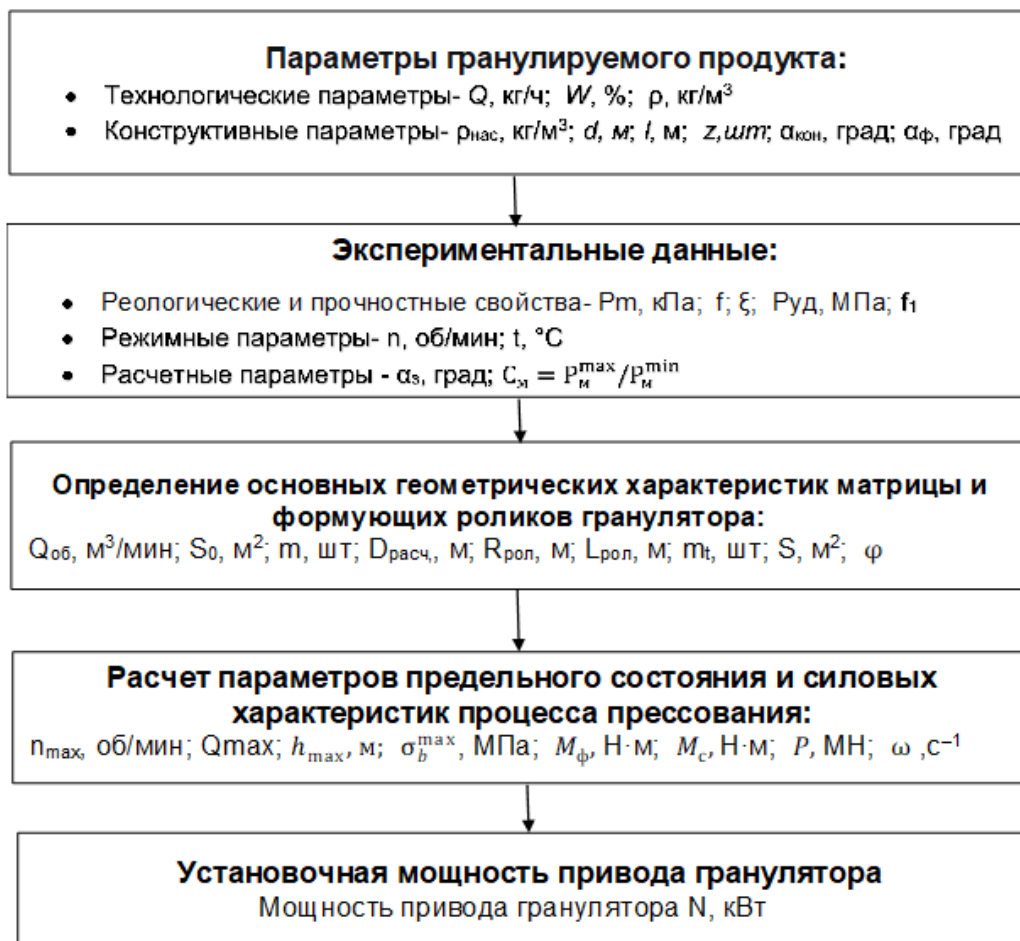 Параметры гранулируемого продукта:
• Технологические параметры- Q, кг/ч; W, %; ρ, кг/м³
• Конструктивные параметры- ρнас, кг/м³; d, м; l, м; z,шт; αкон, град; αф, град
Экспериментальные данные:
• Реологические и прочностные свойства- Pm, кПа; f; ξ; Руд, МПа; f₁
• Режимные параметры- n, об/мин; t, °C
• Расчетные параметры - αз, град; Cм = Pмmax/Pмmin
Определение основных геометрических характеристик матрицы и
формующих роликов гранулятора:
Qоб, м³/мин; S₀, м²; m, шт; Dрасч,, м; Rрол, м; Lрол, м; mt, шт; S, м²; φ
Расчет параметров предельного состояния и силовых
характеристик процесса прессования:
nmax, об/мин; Qmax; hmax, м; σbmax, МПа; Mф, Н·м; Mс, Н·м; P, МН; ω ,с⁻¹
Установочная мощность привода гранулятора
Мощность привода гранулятора N, кВт